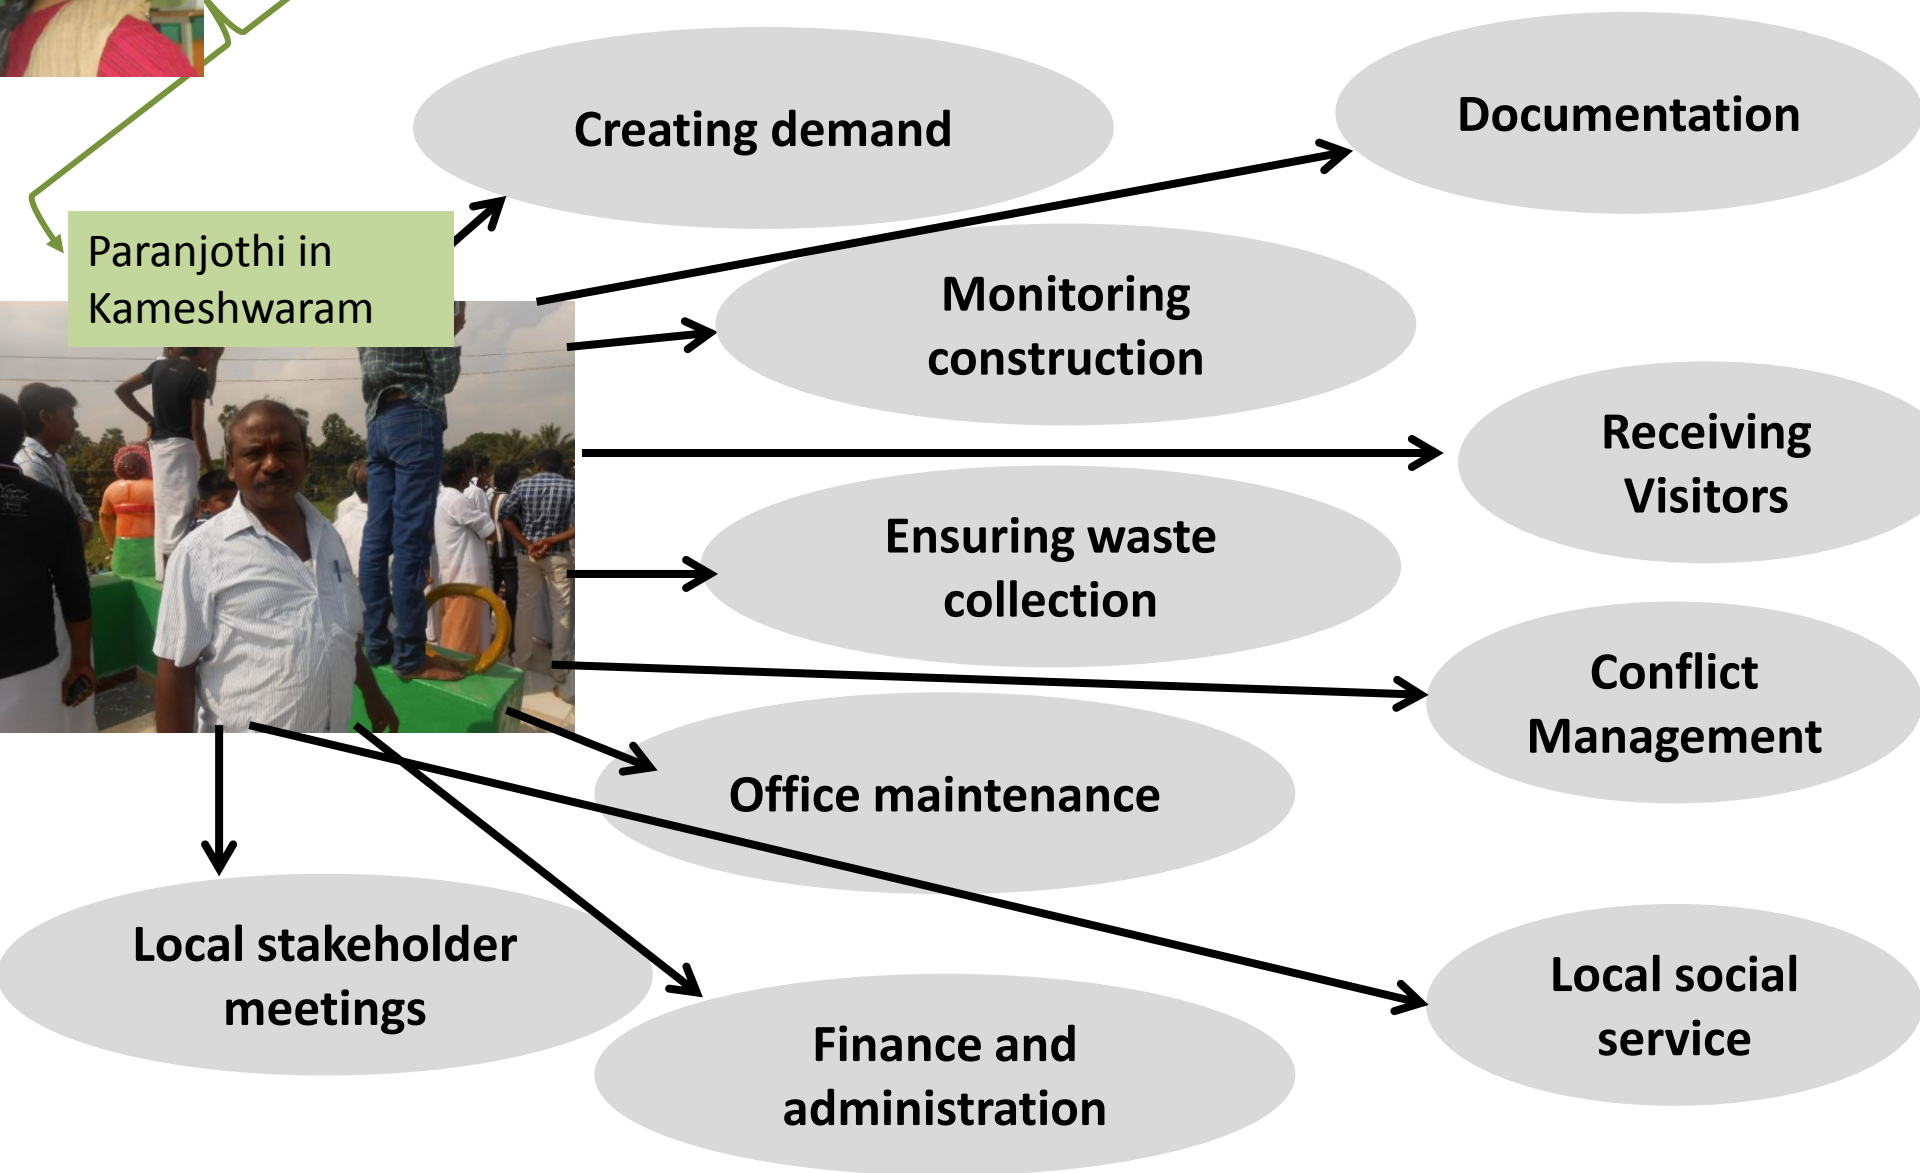 Creating demand
Documentation
Paranjothi in
Kameshwaram
Monitoring
construction
Receiving
Visitors
Ensuring waste
collection
Conflict
Management
Office maintenance
Local stakeholder
meetings
Finance and
administration
Local social
service